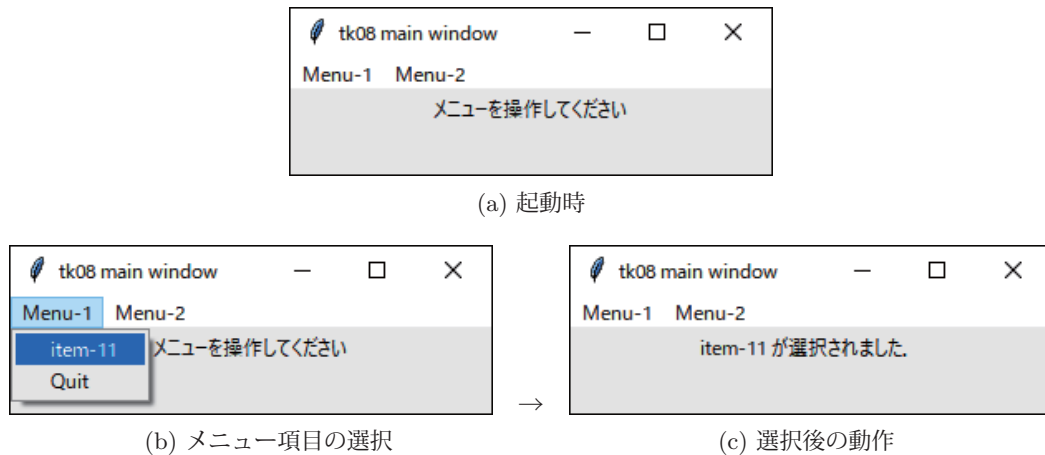 tk08 main window
Menu-1 Menu-2
メニューを操作してください
(a) 起動時
tk08 main window
Menu-1 Menu-2
item-11
メニューを操作してください
Quit
(b) メニュー項目の選択
→
tk08 main window
Menu-1 Menu-2
item-11 が選択されました.
(c) 選択後の動作